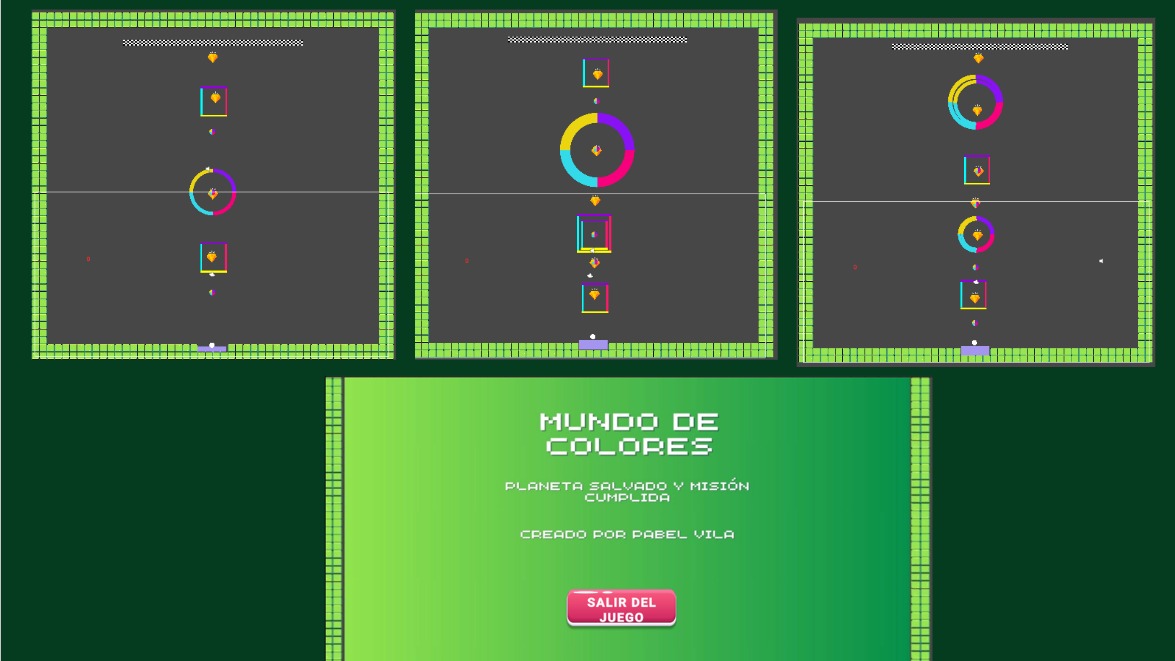 MUNDO DE
COLORES
PLANETA SALVADO Y MISIÓN
CUMPLIDA
CREADO POR PABEL VILA
SALIR DEL
JUEGO